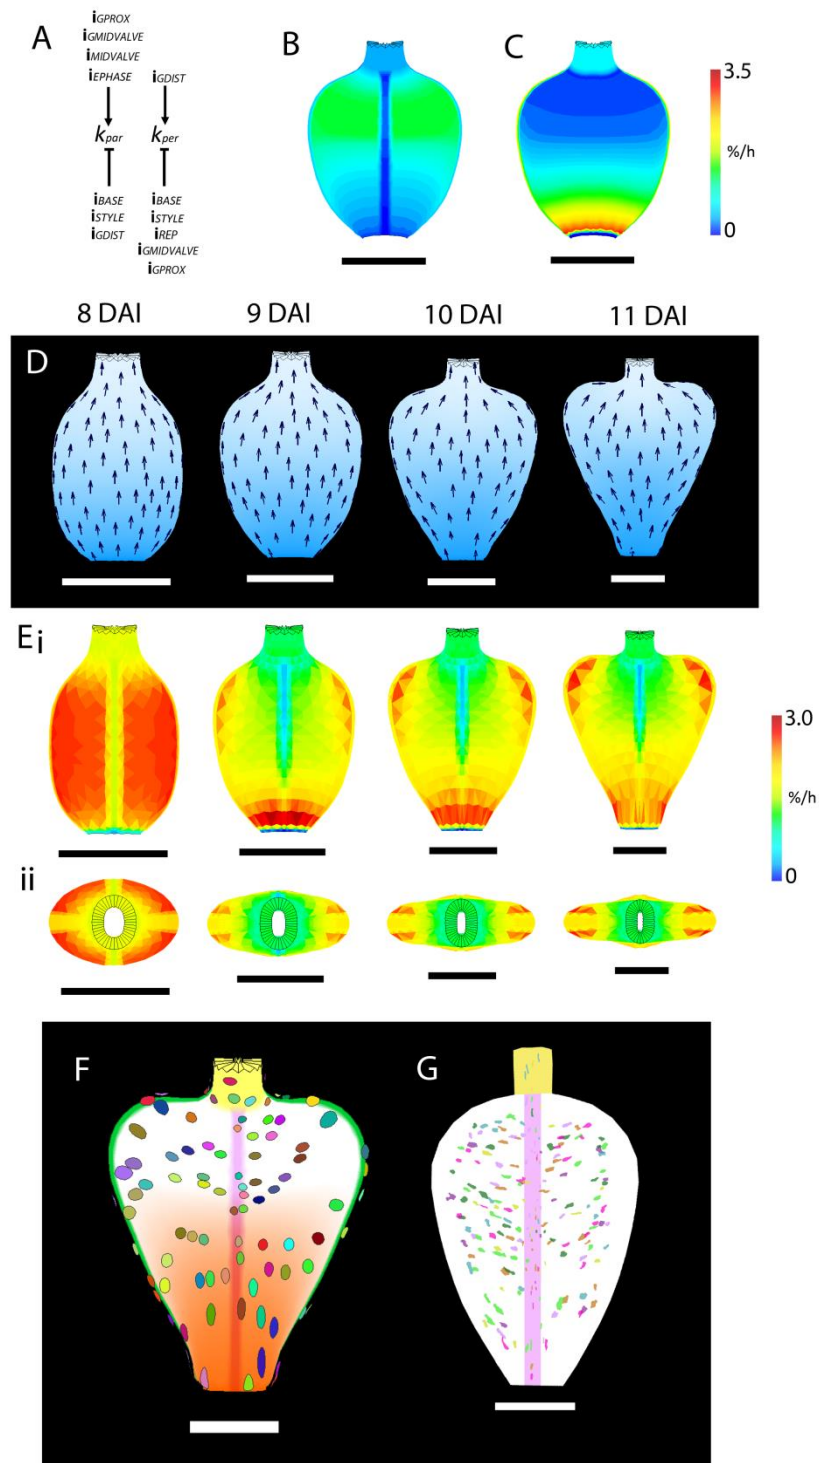 A
iGPROX
iGMIDVALVE
iMIDVALVE
iEPHASE iGDIST
kpar kper
iBASE iBASE
iSTYLE iSTYLE
iGDIST iREP
iGMIDVALVE
iGPROX
B
C
3.5
%/h
0
8 DAI 9 DAI 10 DAI 11 DAI
D
Ei
3.0
%/h
0
ii
F
G